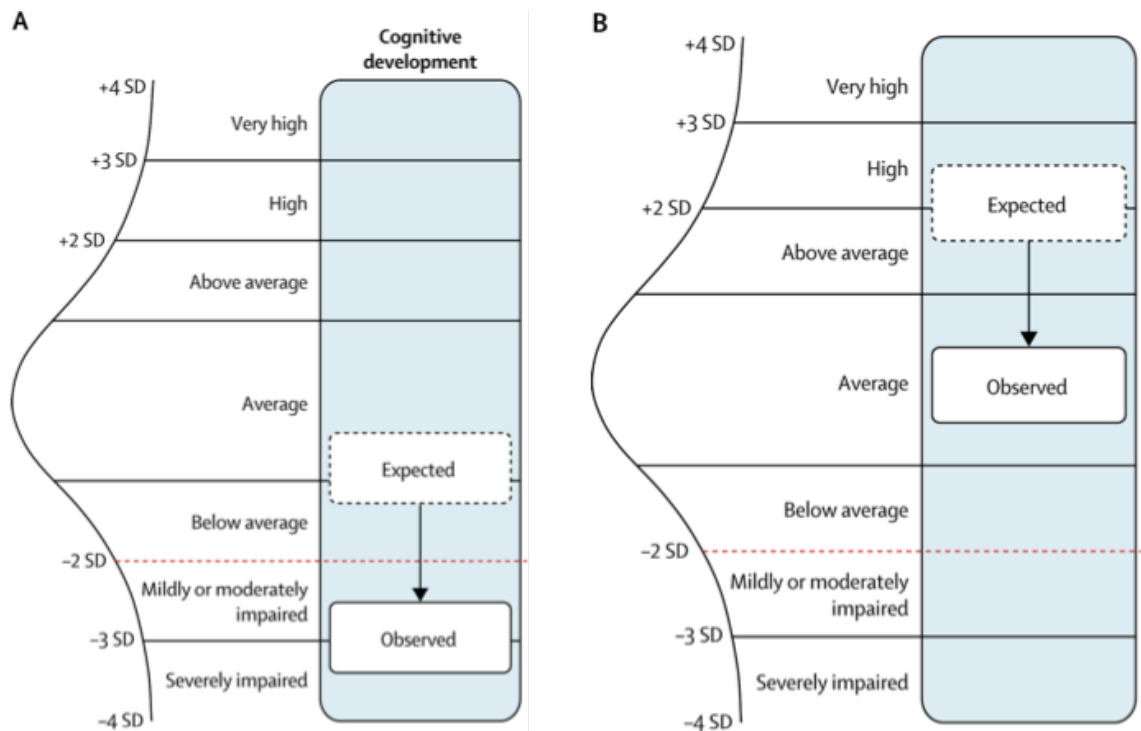 A
Cognitive
development
+4 SD
Very high
+3 SD
High
+2 SD
Above average
Average
Expected
Below average
–2 SD
Mildly or moderately
impaired
Observed
–3 SD
Severely impaired
–4 SD
B
+4 SD
Very high
+3 SD
High
Expected
+2 SD
Above average
Average
Observed
Below average
–2 SD
Mildly or moderately
impaired
–3 SD
Severely impaired
–4 SD